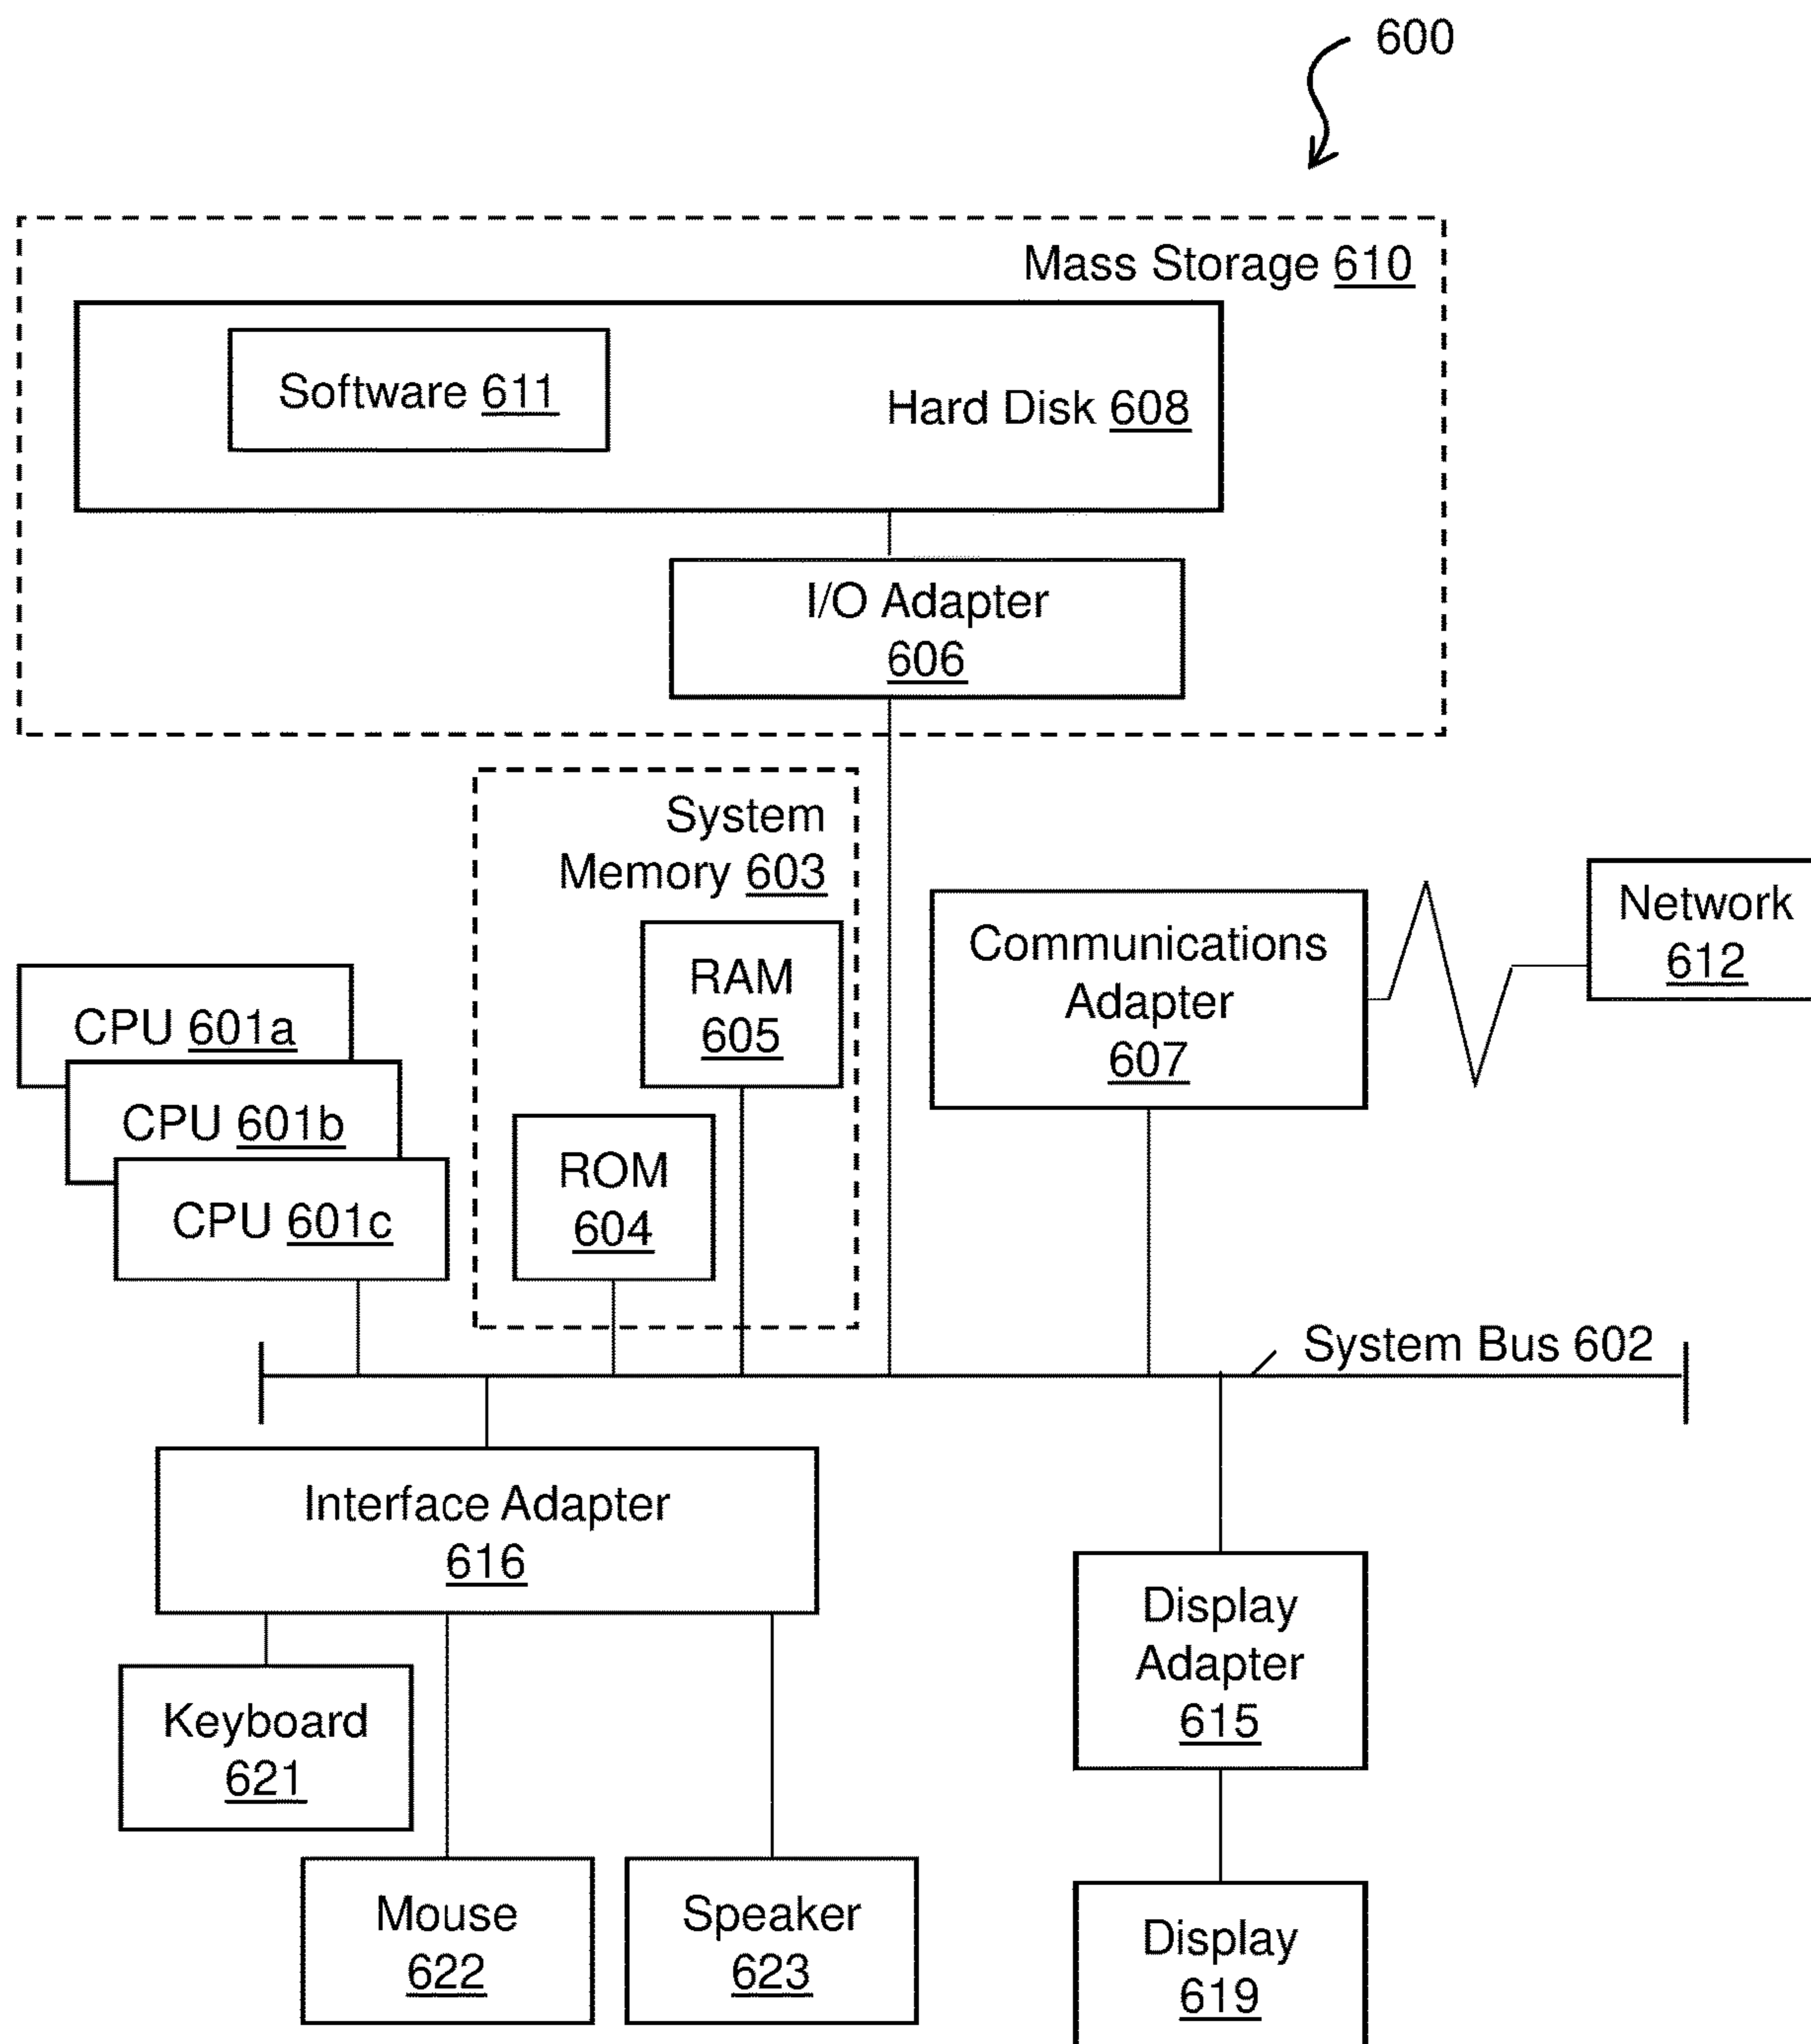 600
Mass Storage 610
Software 611
Hard Disk 608
I/O Adapter
606
System
Memory 603
RAM
605
ROM
604
Communications
Adapter
607
Network
612
CPU 601a
CPU 601b
CPU 601c
System Bus 602
Interface Adapter
616
Keyboard
621
Mouse
622
Speaker
623
Display
Adapter
615
Display
619